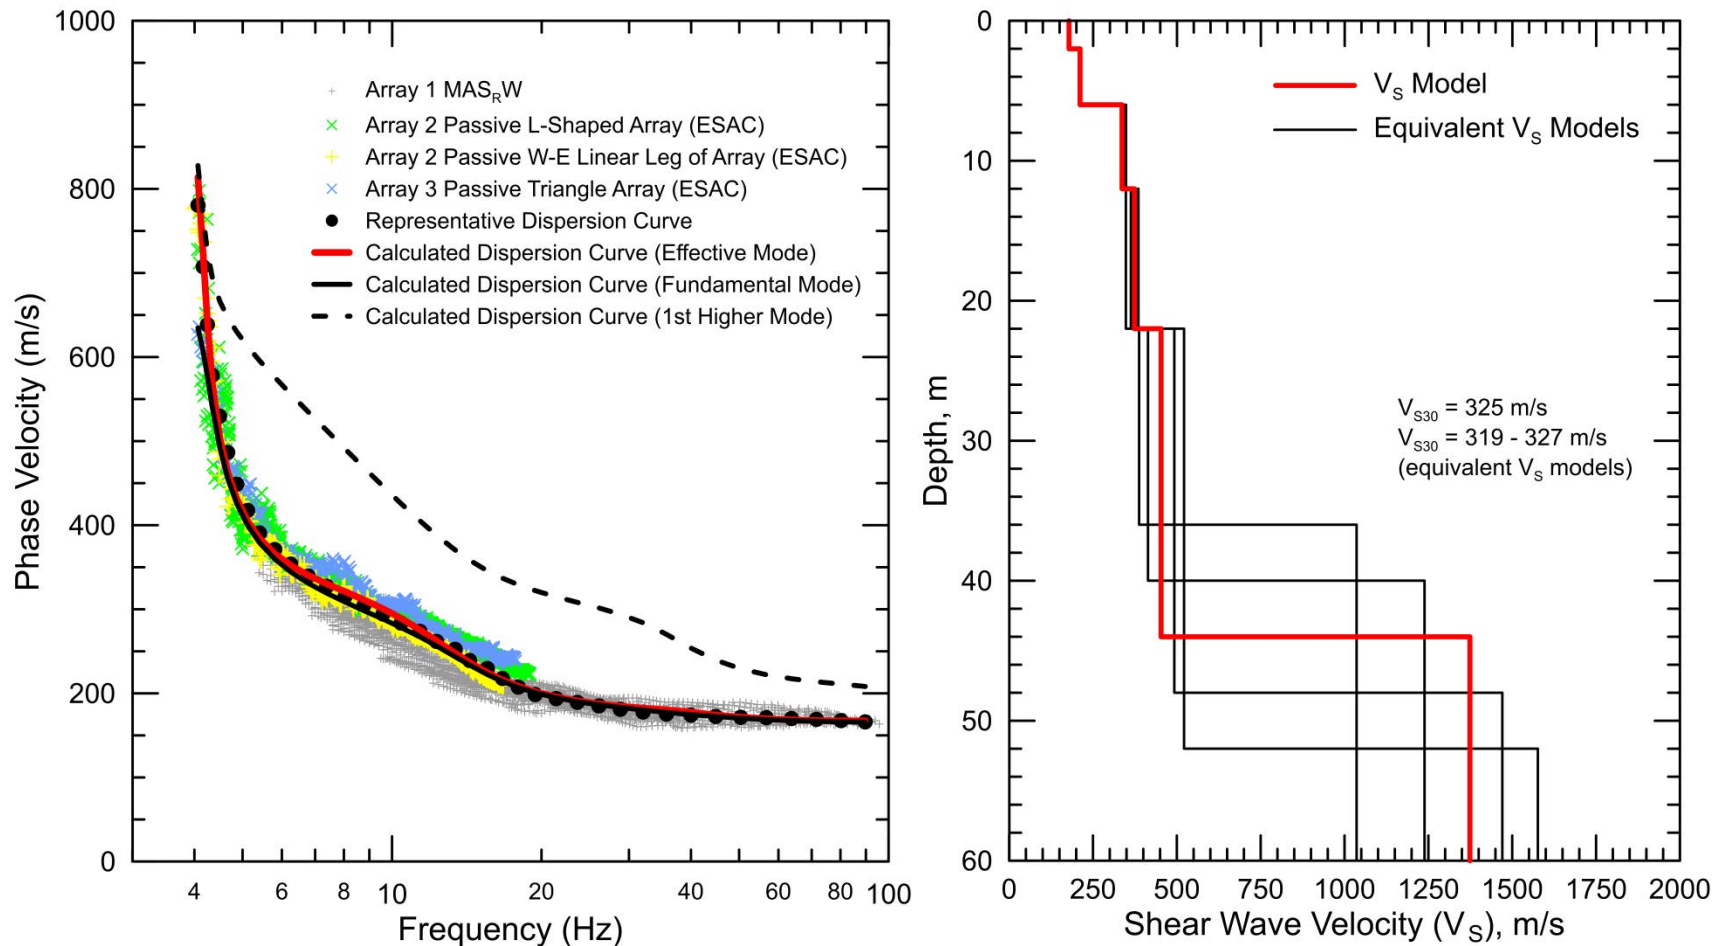 1000
800
600
400
200
0
Phase Velocity (m/s)
Array 1 MASRW
Array 2 Passive L-Shaped Array (ESAC)
Array 2 Passive W-E Linear Leg of Array (ESAC)
Array 3 Passive Triangle Array (ESAC)
Representative Dispersion Curve
Calculated Dispersion Curve (Effective Mode)
Calculated Dispersion Curve (Fundamental Mode)
Calculated Dispersion Curve (1st Higher Mode)
4 6 8 10 20 40 60 80 100
Frequency (Hz)
0
10
20
30
40
50
60
Depth, m
VS Model
Equivalent VS Models
VS30 = 325 m/s
VS30 = 319 - 327 m/s
(equivalent VS models)
0 250 500 750 1000 1250 1500 1750 2000
Shear Wave Velocity (VS), m/s